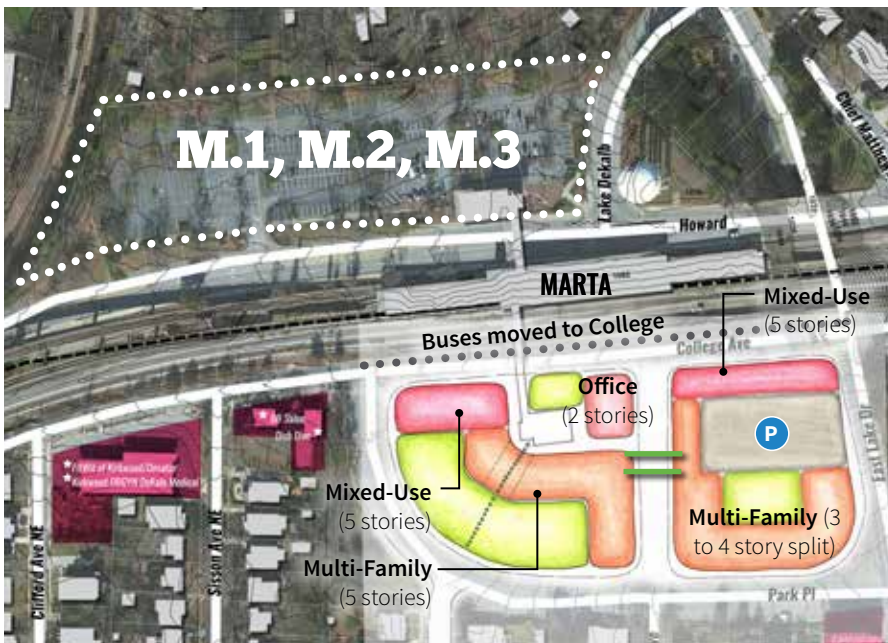 M.1, M.2, M.3
Lake Dekalb
Chief Matthews
Howard
MARTA
Mixed-Use
(5 stories)
Buses moved to College
College Ave
Office
(2 stories)
P
East Lake Dr
Mixed-Use
(5 stories)
Multi-Family (3
to 4 story split)
Multi-Family
(5 stories)
Clifford Ave NE
Sisson Ave NE
Park Pl